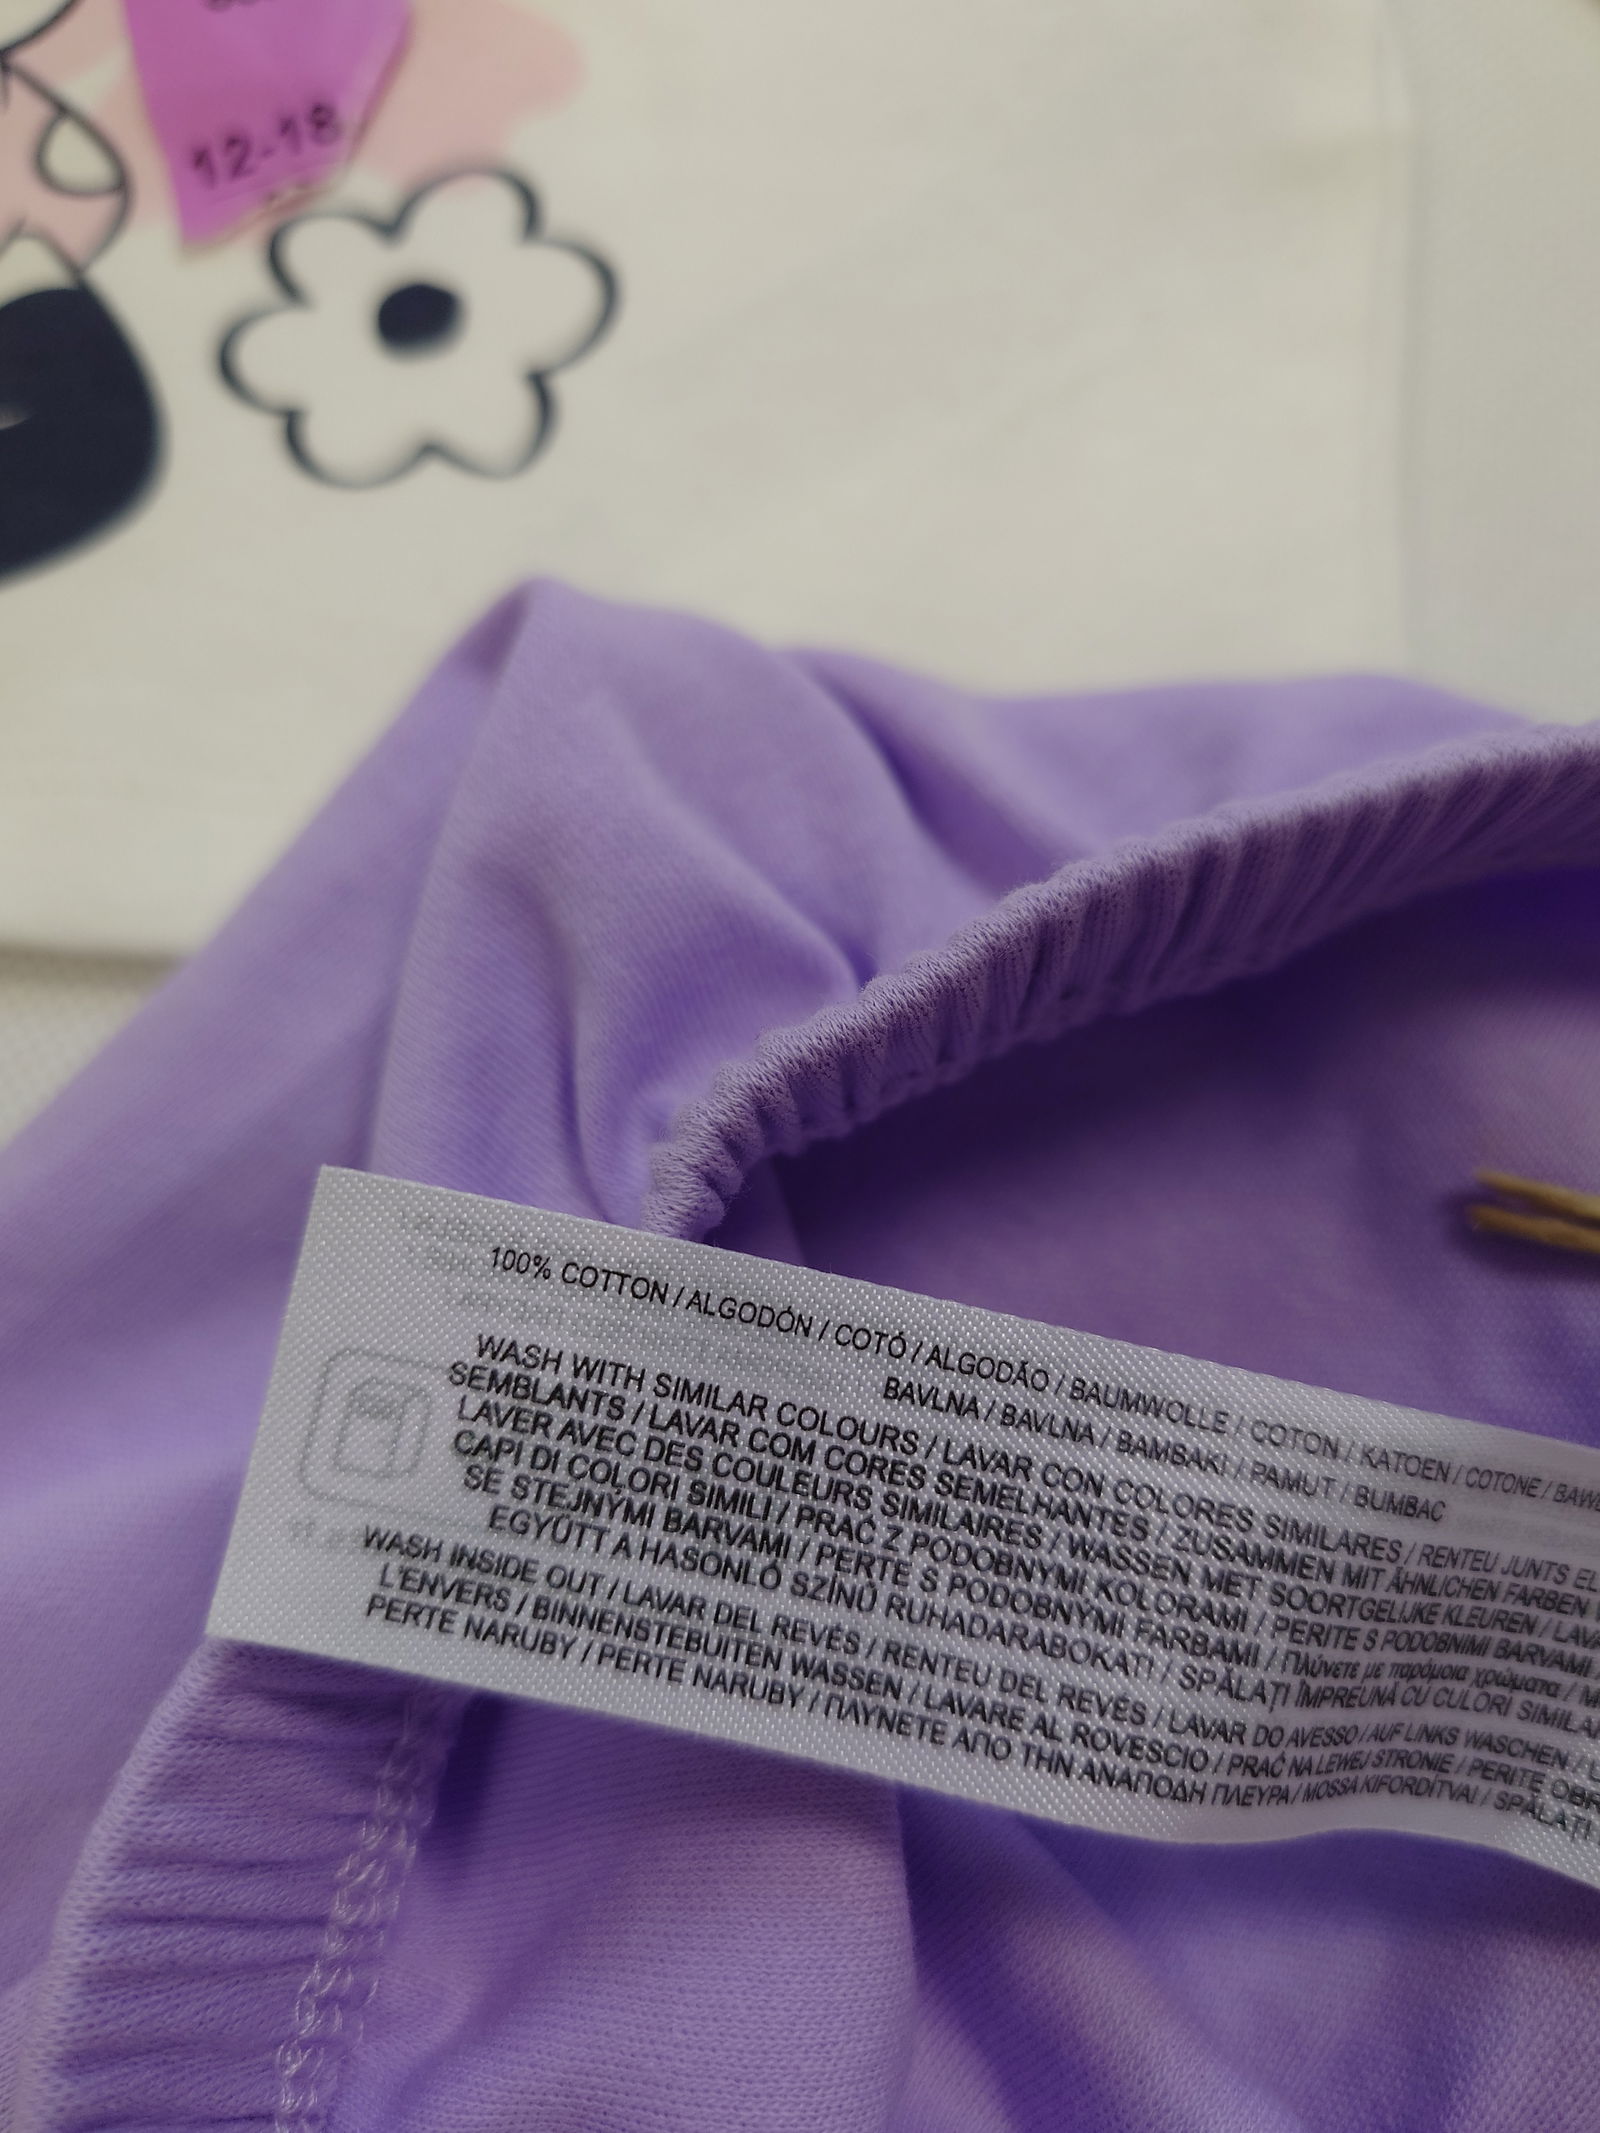 12-18
100% COTTON / ALGODÓN / COTÓ / ALGODÃO / BAUMWOLLE / COTON / KATOEN / COTONE /
BAVLNA / BAVLNA / BAMBAKI / PAMUT / BUMBAC
WASH WITH SIMILAR COLOURS / LAVAR CON COLORES SIMILARES / RENTEU JUNTS
SEMBLANTS / LAVAR COM CORES SEMELHANTES / ZUSAMMEN MIT ÄHNLICHEN FARBEN
LAVER AVEC DES COULEURS SIMILAIRES / WASSEN MET SOORTGELIJKE KLEUREN /
CAPI DI COLORI SIMILI / PRAĆ Z PODOBNYMI KOLORAMI / PERITE S PODOBNIMI BARVAMI /
SE STEJNÝMI BARVAMI / PERTE S PODOBNÝMI FARBAMI / Πλύνετε με παρόμοια χρώματα /
EGYÜTT A HASONLÓ SZÍNŰ RUHADARABOKAT! / SPĂLAȚI ÎMPREUNĂ CU CULORI
WASH INSIDE OUT / LAVAR DEL REVÉS / RENTEU DEL REVÉS / LAVAR DO AVESSO / AUF LINKS WASCHEN /
L'ENVERS / BINNENSTEBUITEN WASSEN / LAVARE AL ROVESCIO / PRAĆ NA LEWEJ STRONIE / PERITE
PERTE NARUBY / PERTE NARUBY / ΠΛΥΝΕΤΕ ΑΠΟ ΤΗΝ ΑΝΑΠΟΔΗ ΠΛΕΥΡΑ / MOSSA KIFORDÍTVA! / SPĂLAȚI